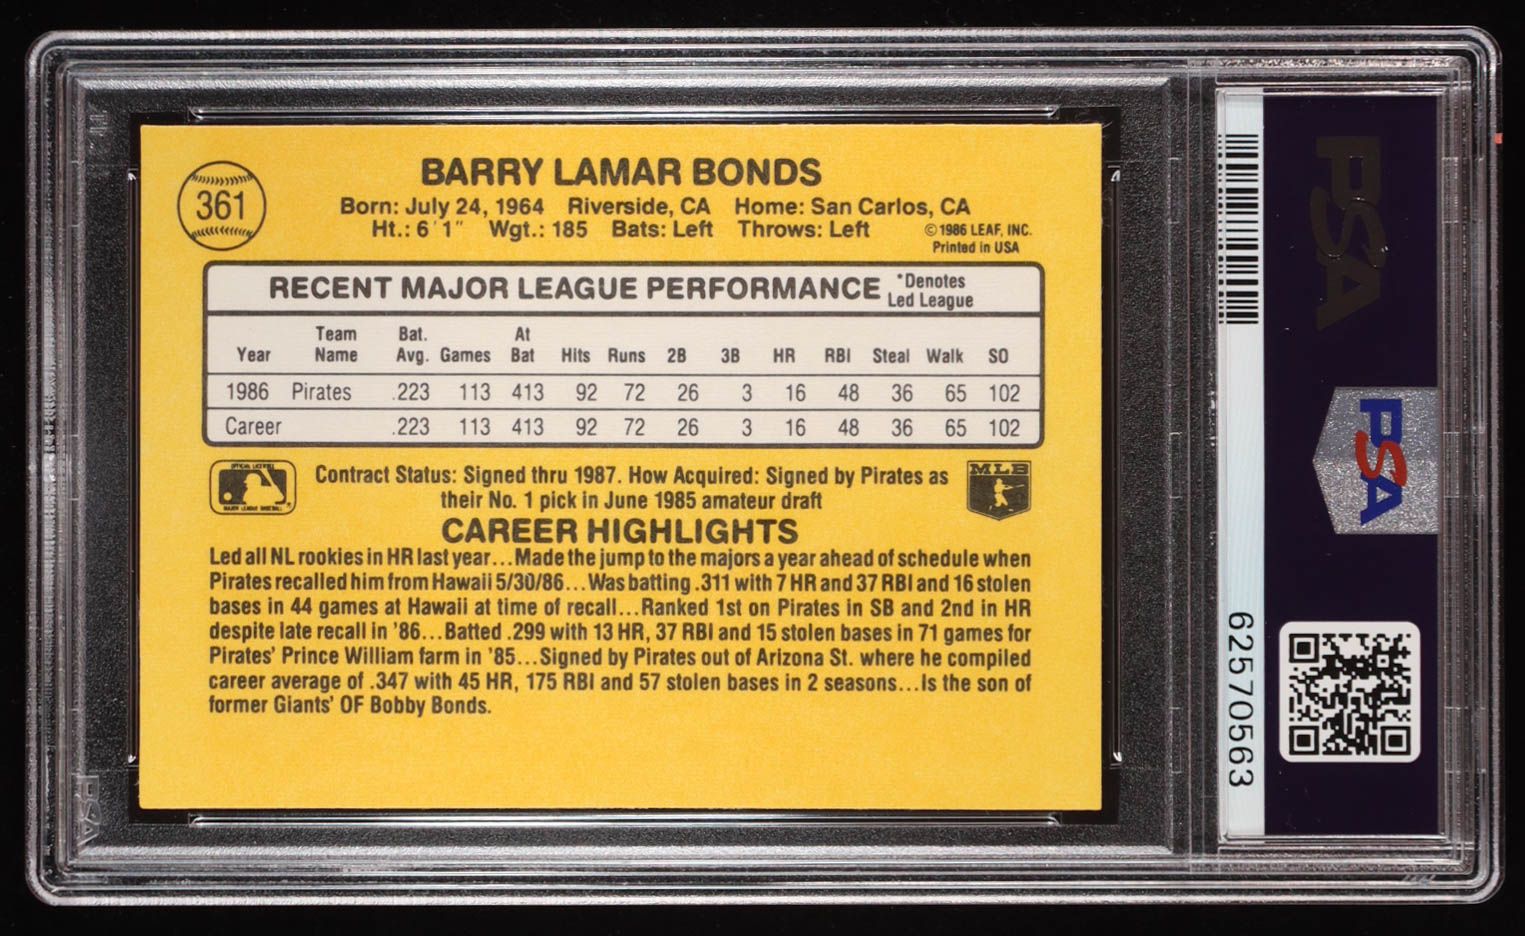 361
BARRY LAMAR BONDS
Born: July 24, 1964 Riverside, CA Home: San Carlos, CA
Ht.: 6'1" Wgt.: 185 Bats: Left Throws: Left
©1986 LEAF, INC.
Printed in USA
RECENT MAJOR LEAGUE PERFORMANCE
*Denotes
Led League
Year Team Name Bat. Avg. Games At Bat Hits Runs 2B 3B HR RBI Steal Walk SO
1986 Pirates .223 113 413 92 72 26 3 16 48 36 65 102
Career .223 113 413 92 72 26 3 16 48 36 65 102
MLB
Contract Status: Signed thru 1987. How Acquired: Signed by Pirates as
their No. 1 pick in June 1985 amateur draft
CAREER HIGHLIGHTS
Led all NL rookies in HR last year...Made the jump to the majors a year ahead of schedule when
Pirates recalled him from Hawaii 5/30/86...Was batting .311 with 7 HR and 37 RBI and 16 stolen
bases in 44 games at Hawaii at time of recall...Ranked 1st on Pirates in SB and 2nd in HR
despite late recall in '86...Batted .299 with 13 HR, 37 RBI and 15 stolen bases in 71 games for
Pirates' Prince William farm in '85...Signed by Pirates out of Arizona St. where he compiled
career average of .347 with 45 HR, 175 RBI and 57 stolen bases in 2 seasons...Is the son of
former Giants' OF Bobby Bonds.
PSA
PSA
62570563
PSA